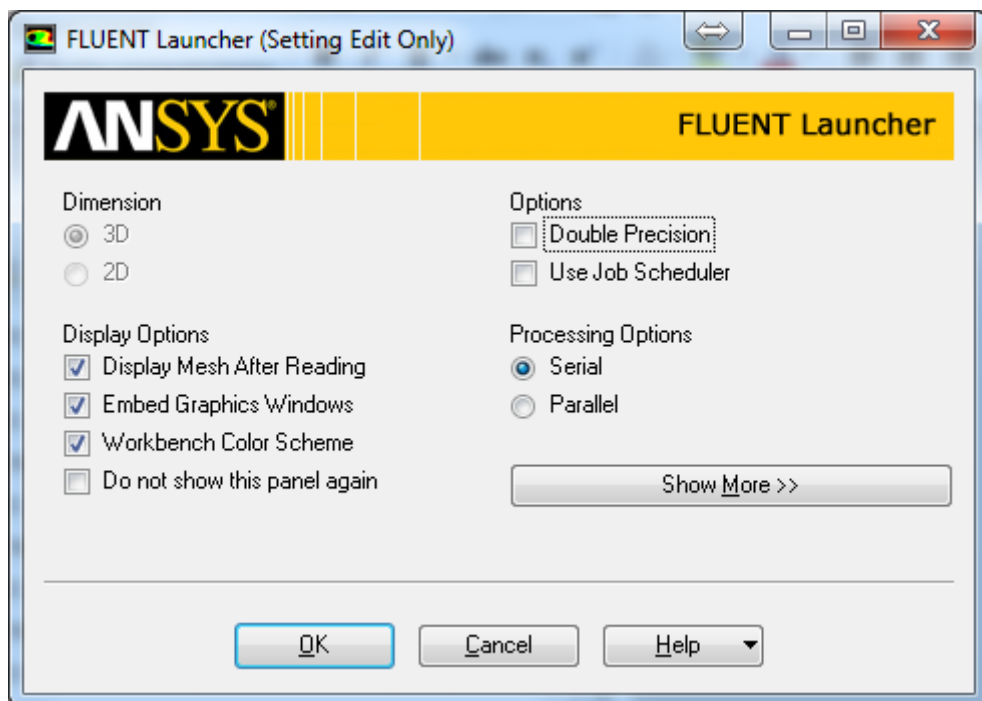 FLUENT Launcher (Setting Edit Only)
ANSYS®
FLUENT Launcher
Dimension
3D
2D
Options
Double Precision
Use Job Scheduler
Display Options
Display Mesh After Reading
Embed Graphics Windows
Workbench Color Scheme
Do not show this panel again
Processing Options
Serial
Parallel
Show More >>
OK
Cancel
Help